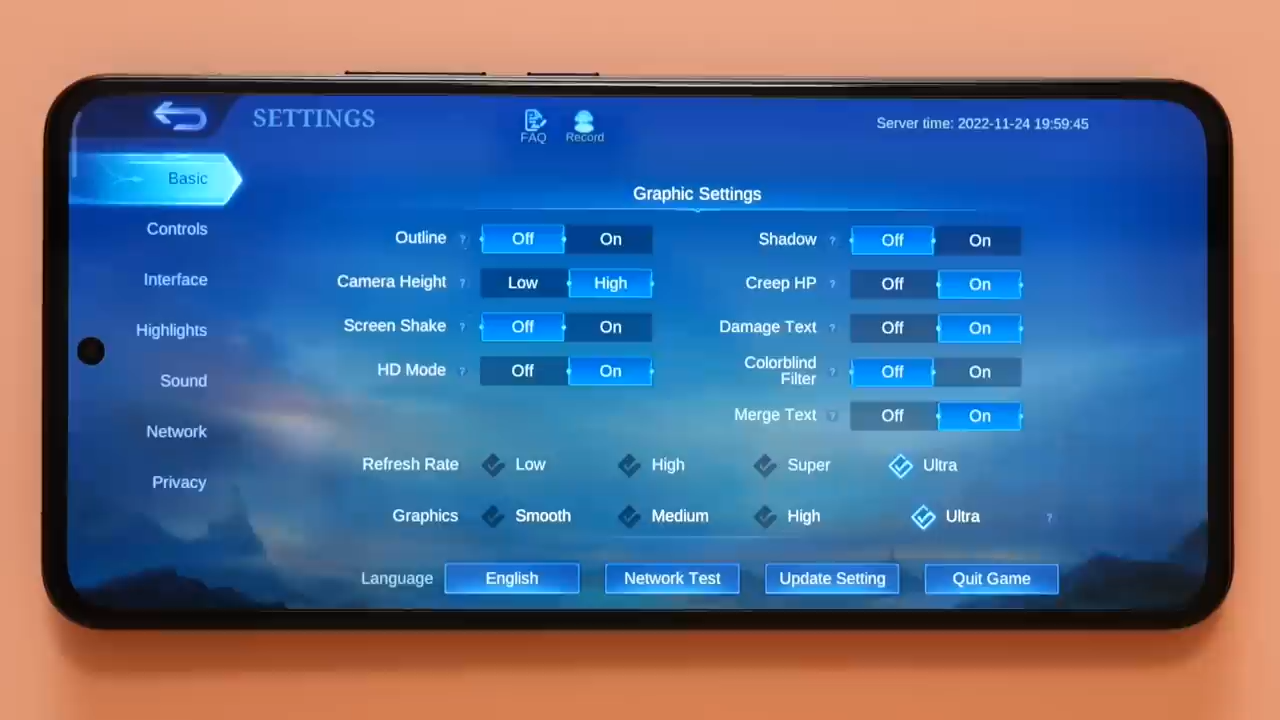 SETTINGS
FAQ
Record
Server time: 2022-11-24 19:59:45
Basic
Controls
Interface
Highlights
Sound
Network
Privacy
Graphic Settings
Outline ? Off On
Shadow ? Off On
Camera Height ? Low High
Creep HP ? Off On
Screen Shake ? Off On
Damage Text ? Off On
HD Mode ? Off On
Colorblind
Filter ? Off On
Merge Text ? Off On
Refresh Rate Low High Super Ultra
Graphics Smooth Medium High Ultra ?
Language English Network Test Update Setting Quit Game